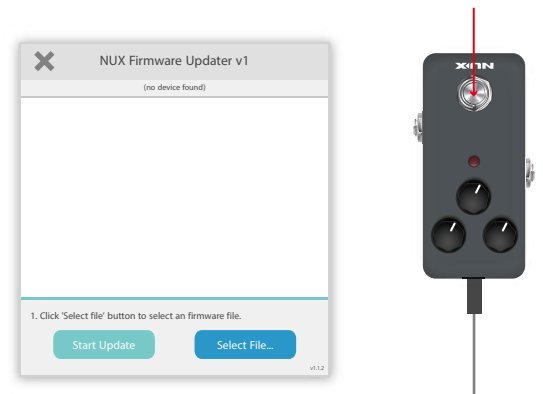 NUX Firmware Updater v1
(no device found)
1. Click 'Select file' button to select an firmware file.
Start Update
Select File...
v1.1.2
NUX